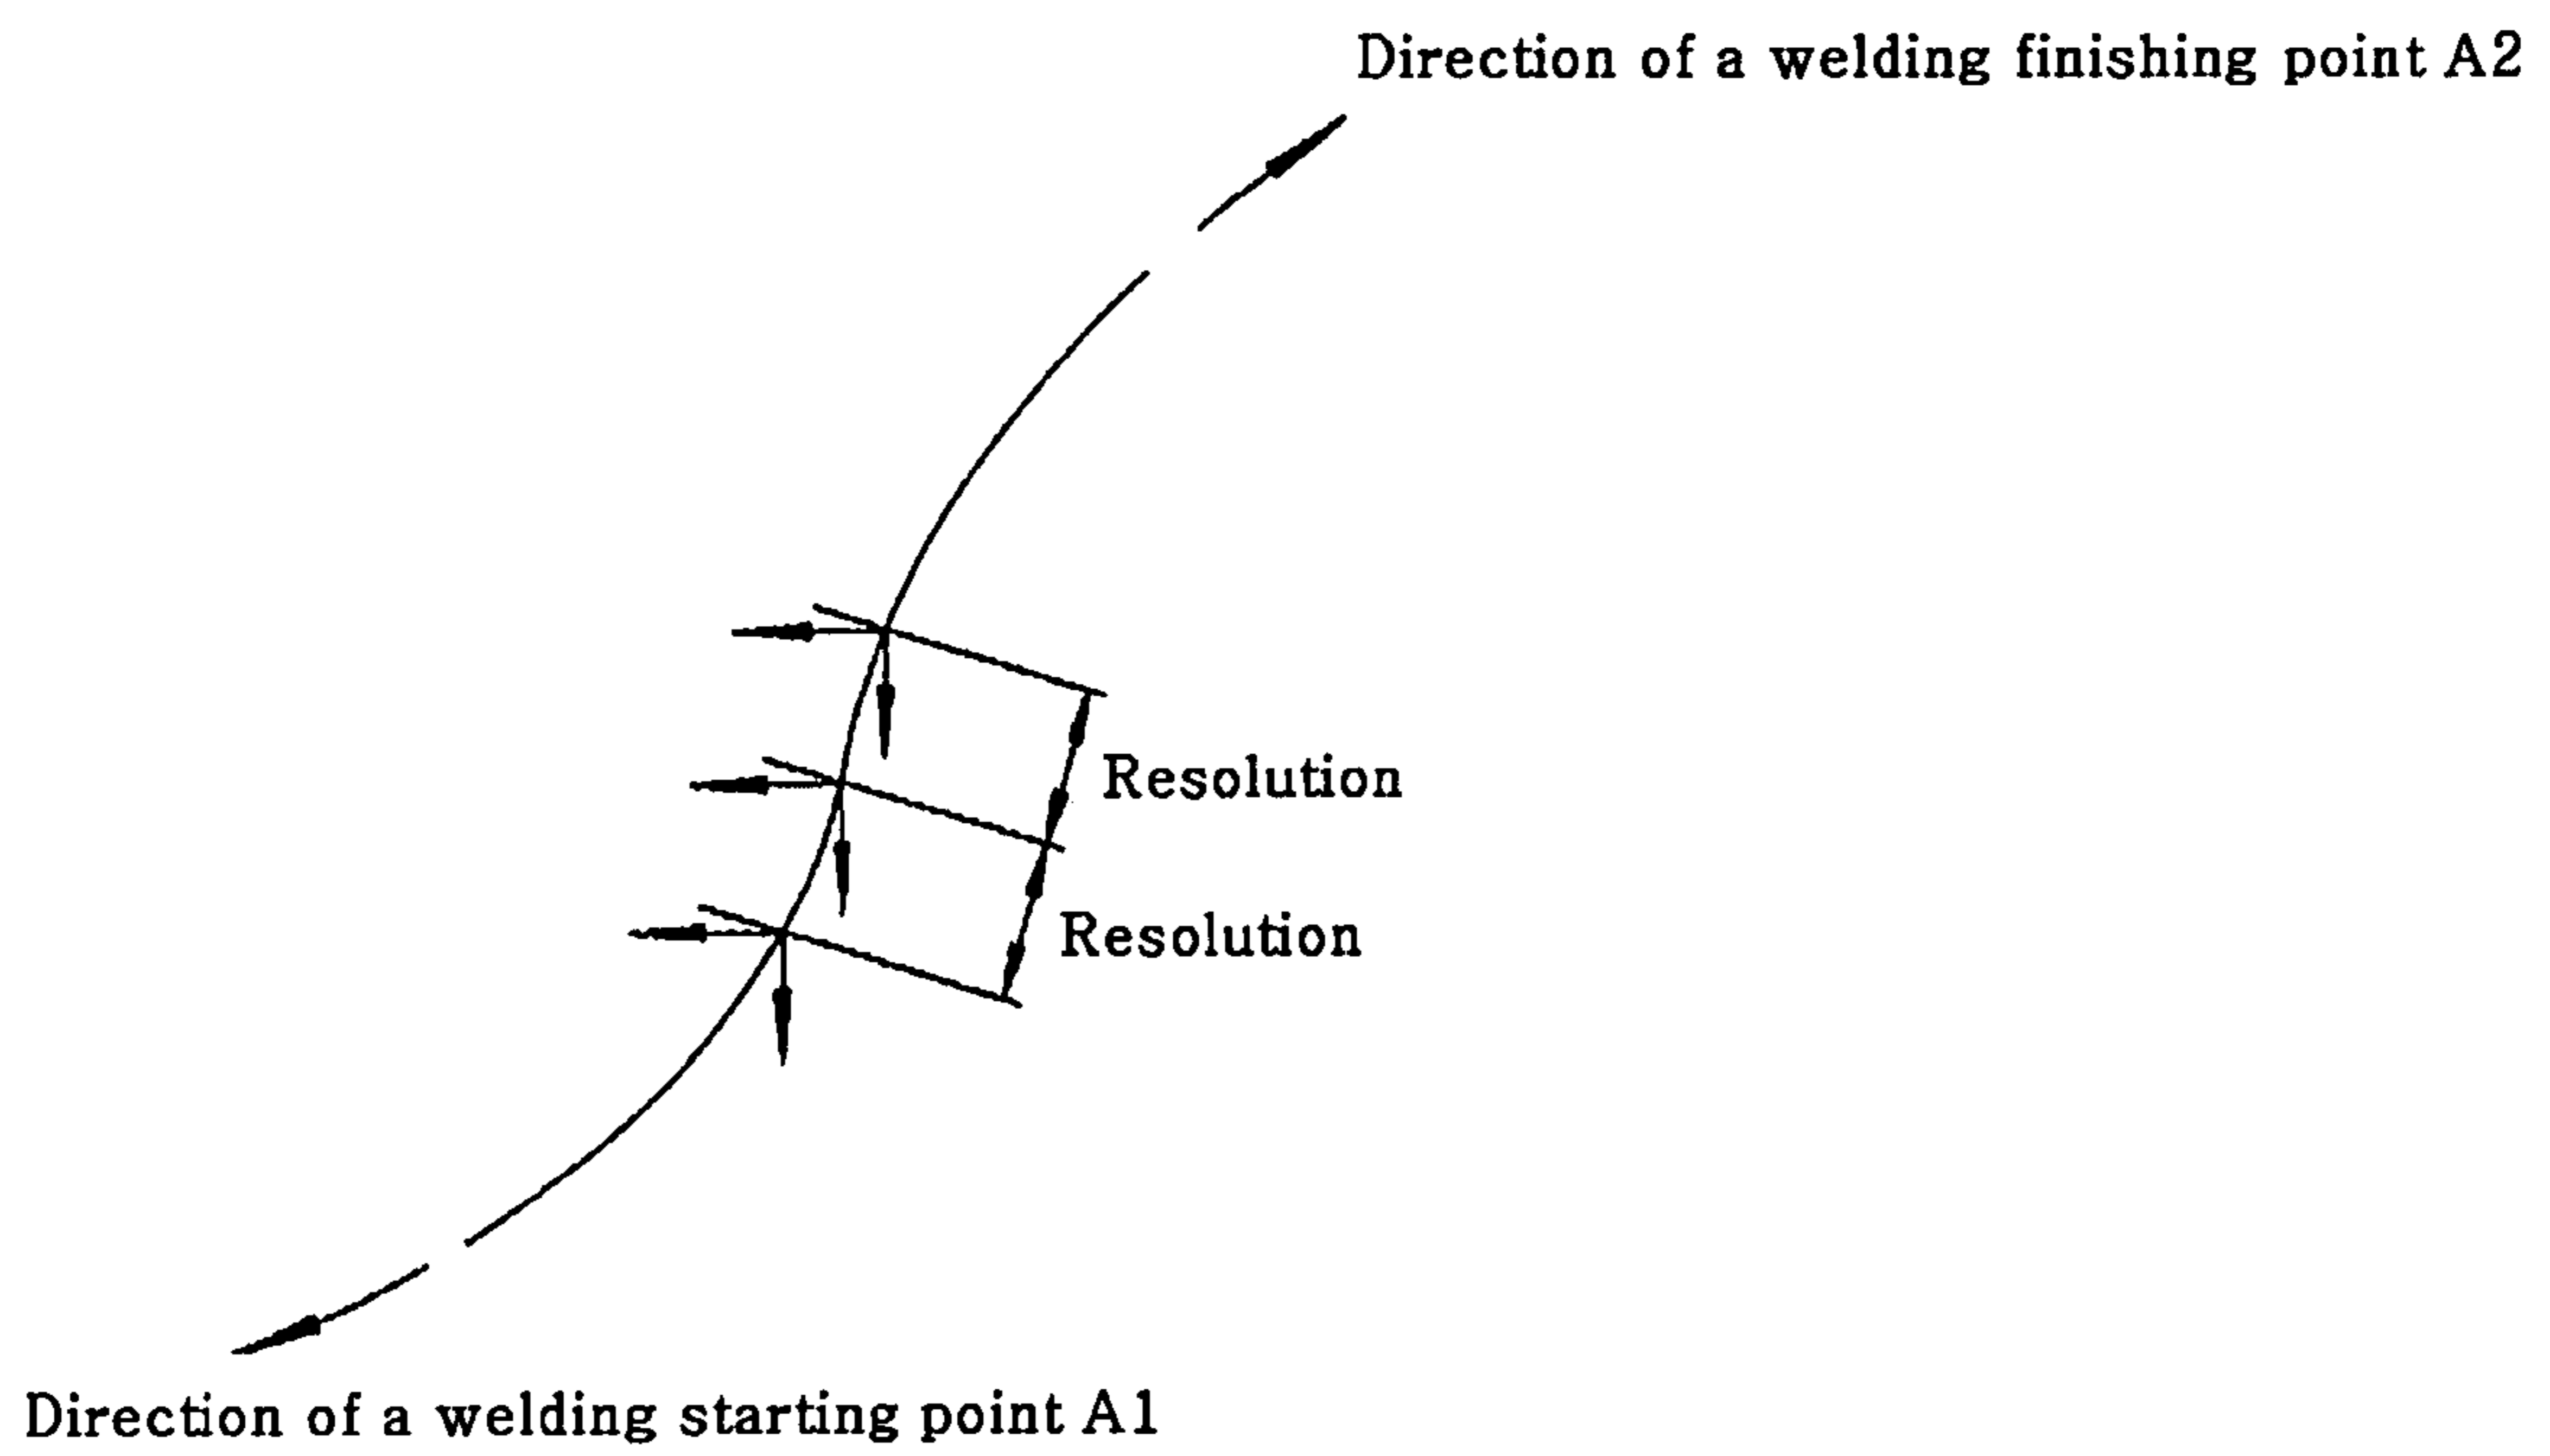 Direction of a welding finishing point A2
Resolution
Resolution
Direction of a welding starting point A1